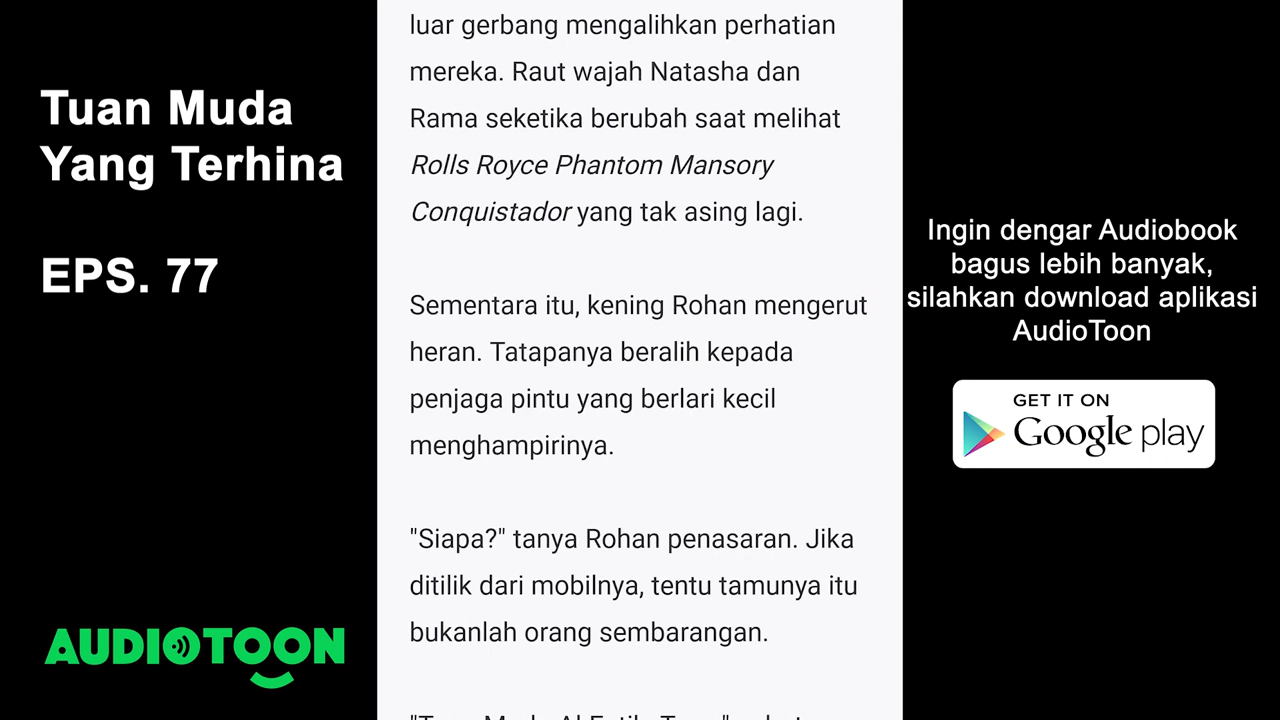 Tuan Muda
Yang Terhina
EPS. 77
AUDIOTOON
luar gerbang mengalihkan perhatian
mereka. Raut wajah Natasha dan
Rama seketika berubah saat melihat
Rolls Royce Phantom Mansory
Conquistador yang tak asing lagi.
Sementara itu, kening Rohan mengerut
heran. Tatapanya beralih kepada
penjaga pintu yang berlari kecil
menghampirinya.
"Siapa?" tanya Rohan penasaran. Jika
ditilik dari mobilnya, tentu tamunya itu
bukanlah orang sembarangan.
Ingin dengar Audiobook
bagus lebih banyak,
silahkan download aplikasi
AudioToon
GET IT ON
Google play